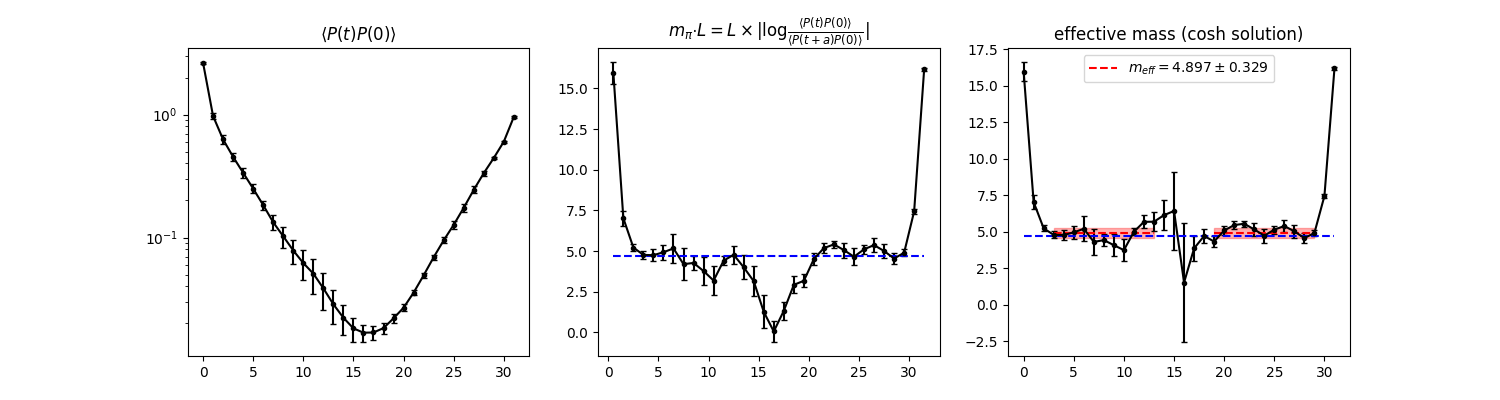 ⟨P(t)P(0)⟩
10⁰
10⁻¹
0 5 10 15 20 25 30
m_π·L = L × |log ⟨P(t)P(0)⟩/⟨P(t+a)P(0)⟩|
15.0
12.5
10.0
7.5
5.0
2.5
0.0
0 5 10 15 20 25 30
effective mass (cosh solution)
m_eff = 4.897 ± 0.329
17.5
15.0
12.5
10.0
7.5
5.0
2.5
0.0
−2.5
0 5 10 15 20 25 30